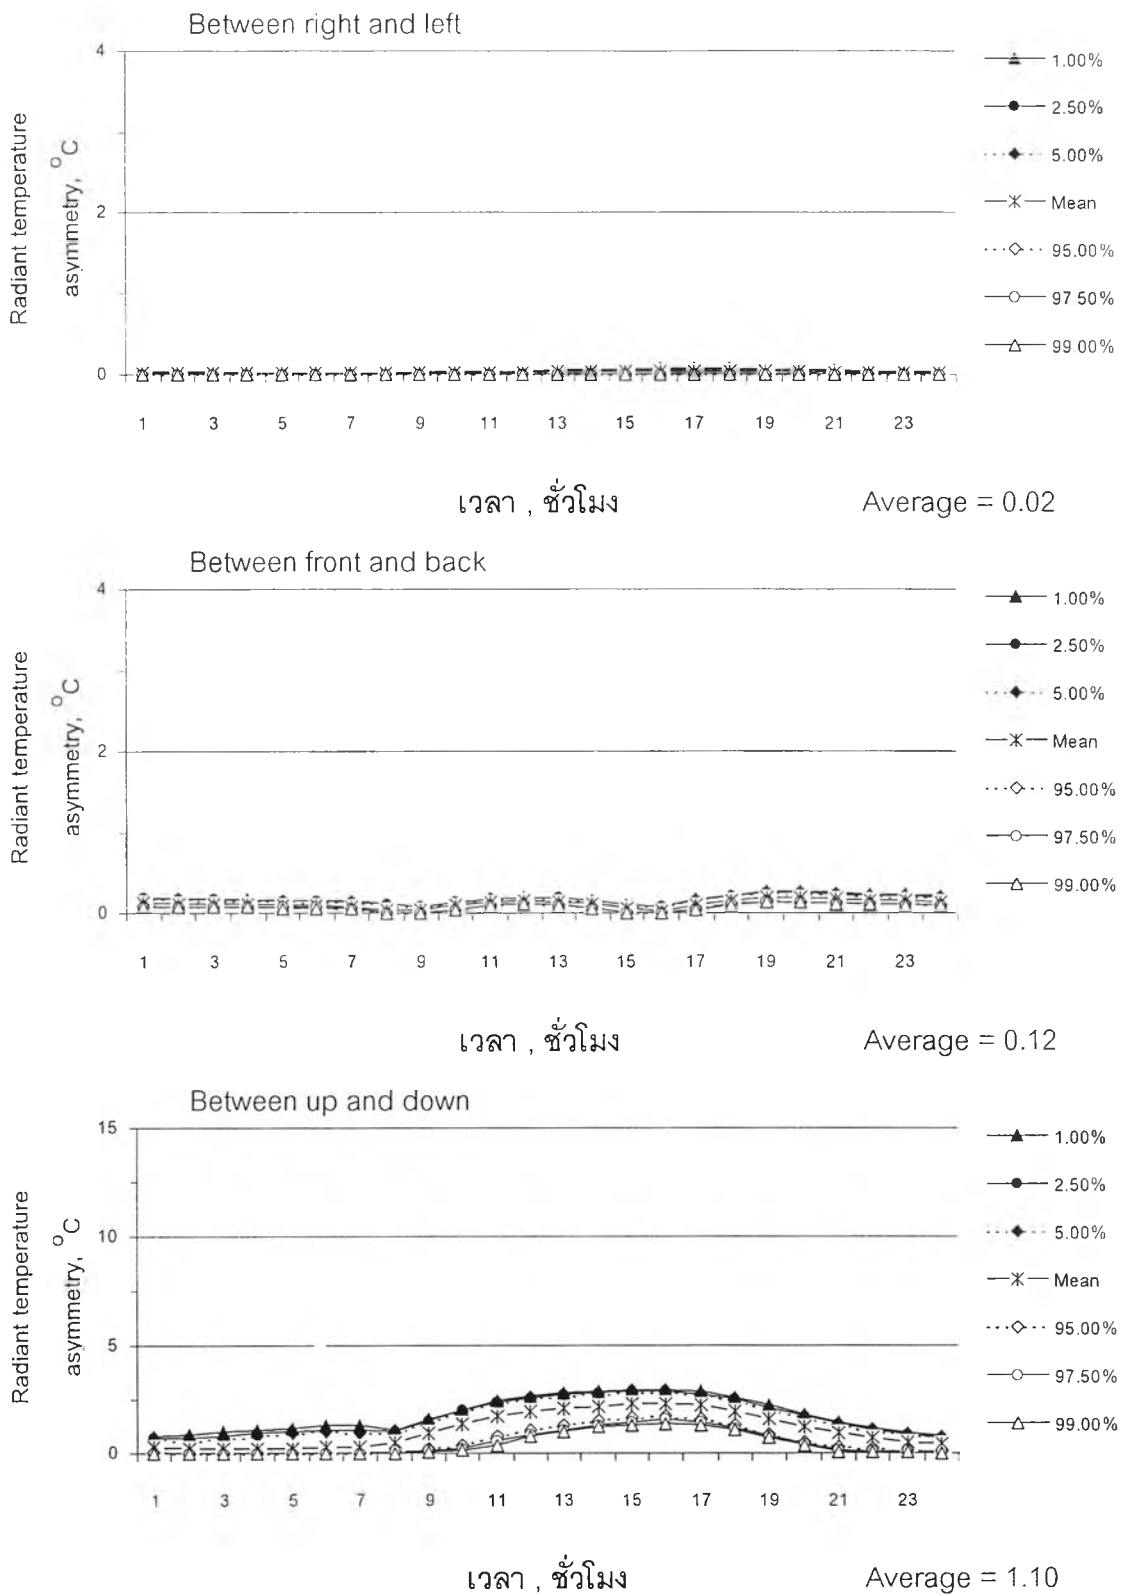 Between right and left
Radiant temperature
asymmetry, °C
4
2
0
1 3 5 7 9 11 13 15 17 19 21 23
1.00%
2.50%
5.00%
Mean
95.00%
97.50%
99.00%
เวลา , ชั่วโมง
Average = 0.02
Between front and back
Radiant temperature
asymmetry, °C
4
2
0
1 3 5 7 9 11 13 15 17 19 21 23
1.00%
2.50%
5.00%
Mean
95.00%
97.50%
99.00%
เวลา , ชั่วโมง
Average = 0.12
Between up and down
Radiant temperature
asymmetry, °C
15
10
5
0
1 3 5 7 9 11 13 15 17 19 21 23
1.00%
2.50%
5.00%
Mean
95.00%
97.50%
99.00%
เวลา , ชั่วโมง
Average = 1.10